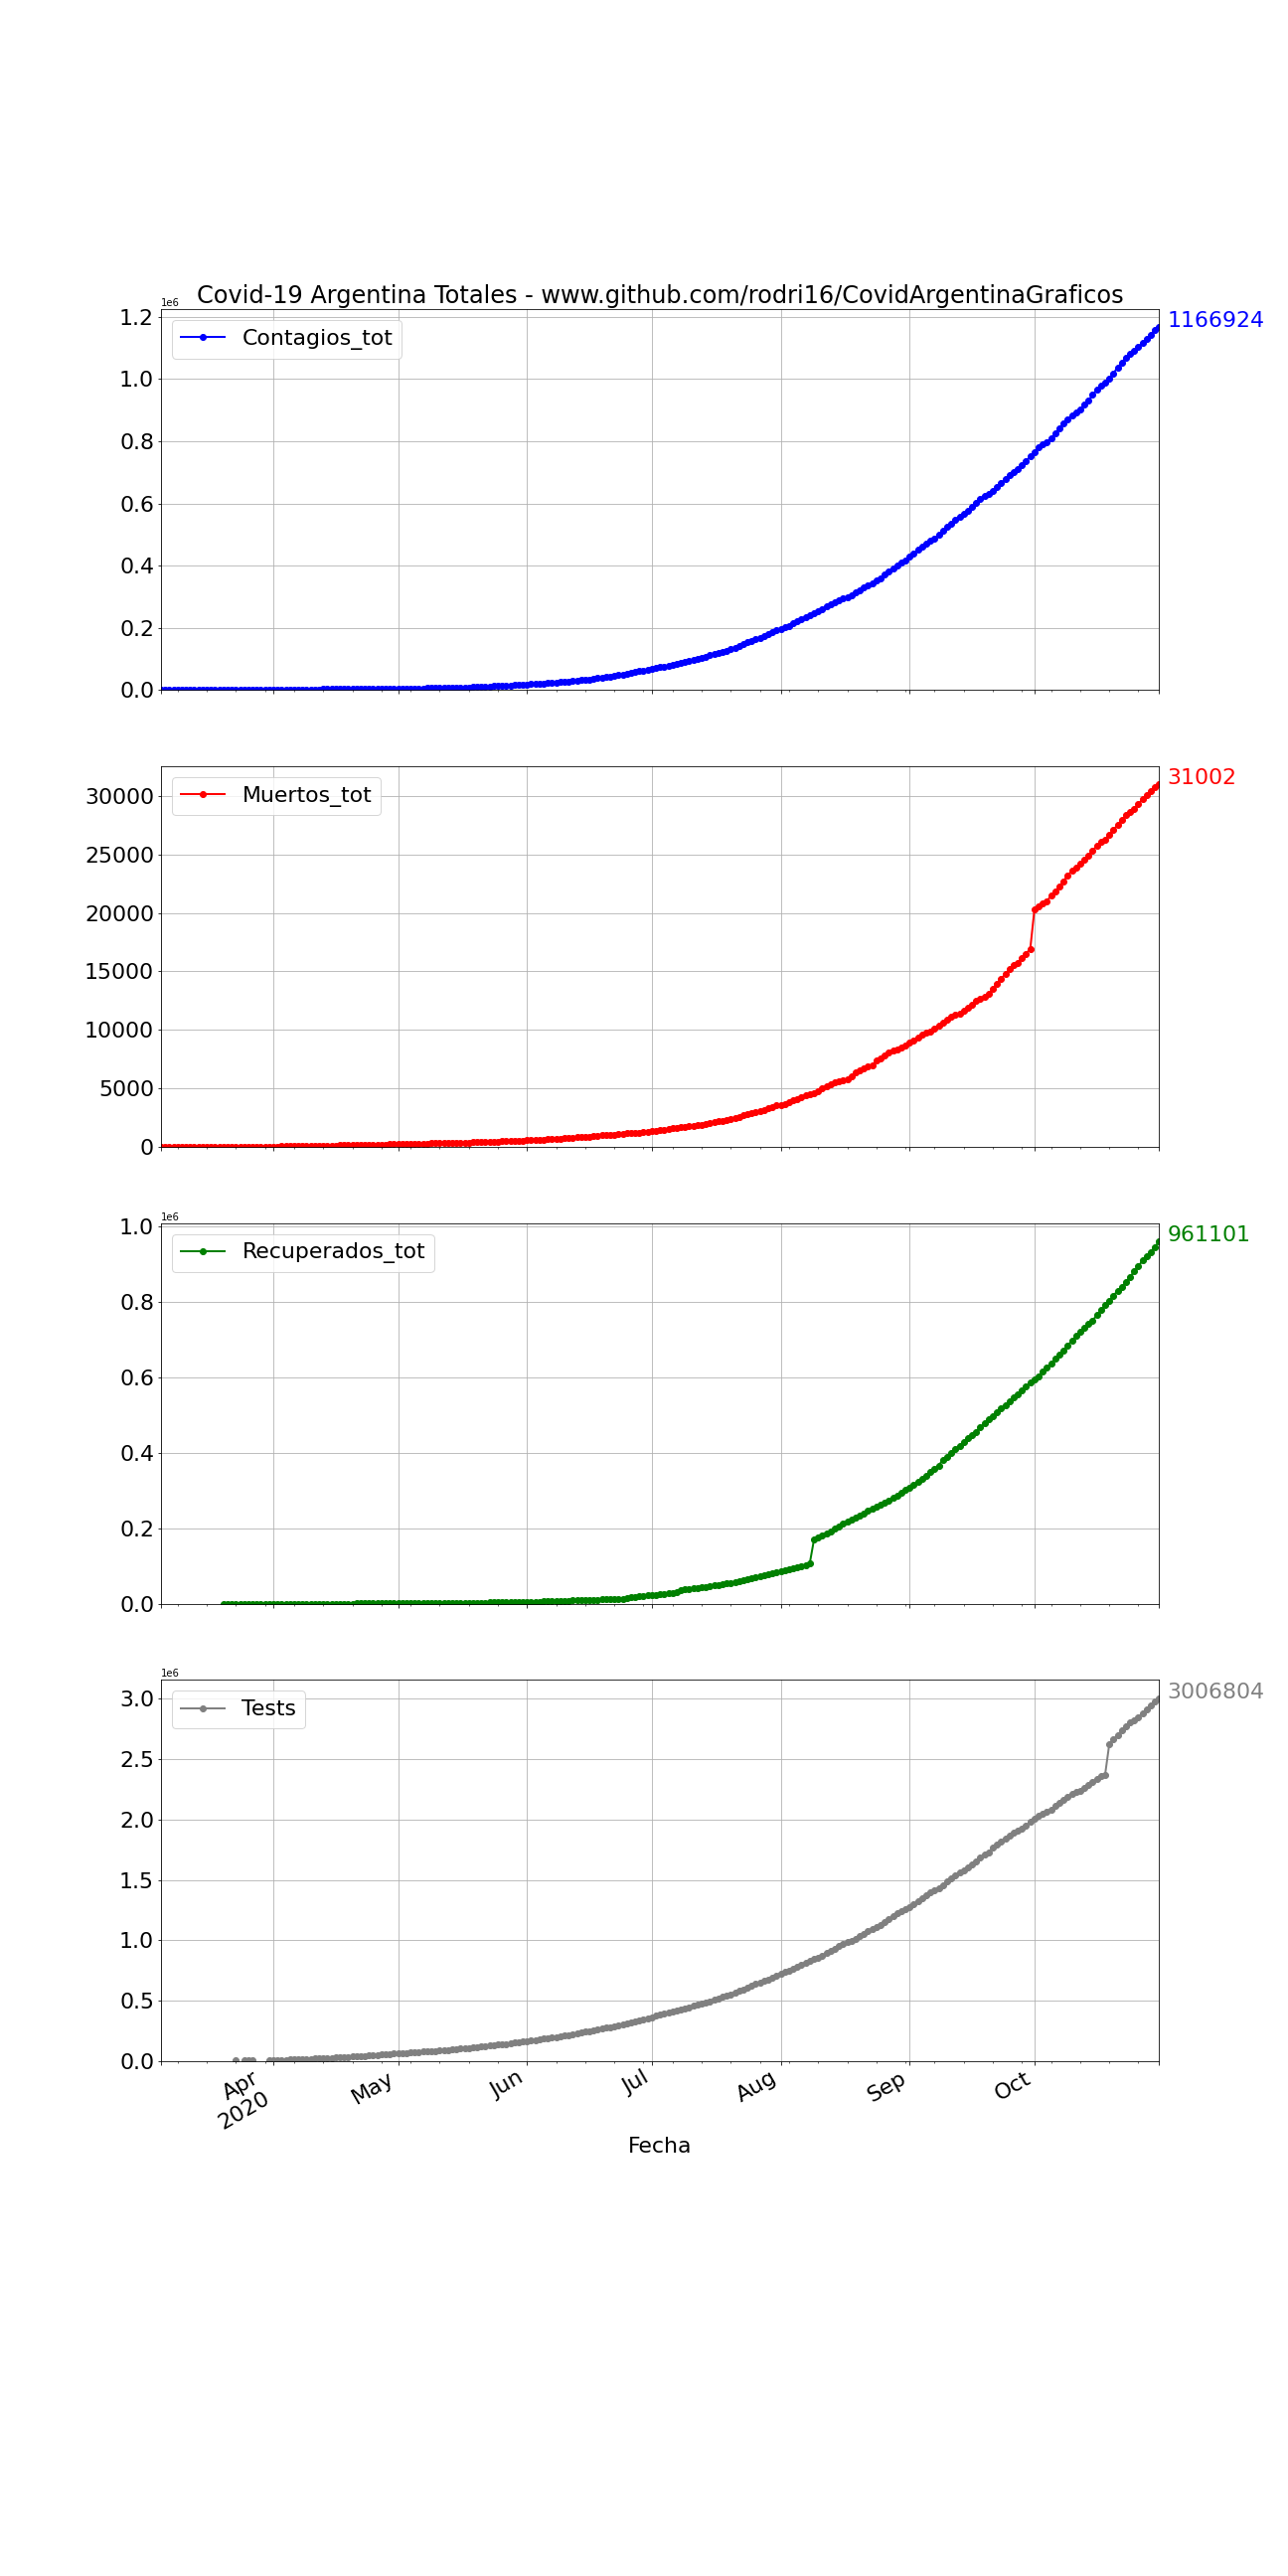 Covid-19 Argentina Totales - www.github.com/rodri16/CovidArgentinaGraficos
1e6
1.2
1.0
0.8
0.6
0.4
0.2
0.0
Contagios_tot
1166924
30000
25000
20000
15000
10000
5000
0
Muertos_tot
31002
1e6
1.0
0.8
0.6
0.4
0.2
0.0
Recuperados_tot
961101
1e6
3.0
2.5
2.0
1.5
1.0
0.5
0.0
Tests
3006804
Apr
2020
May
Jun
Jul
Aug
Sep
Oct
Fecha